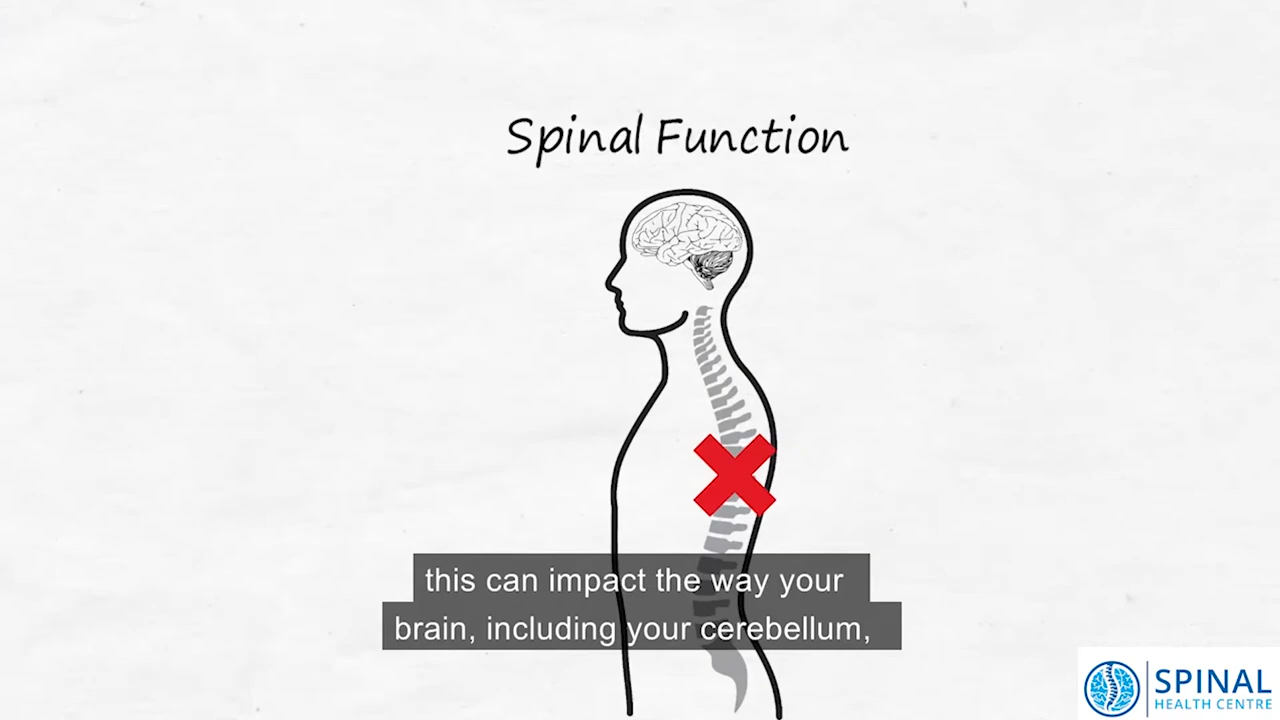 Spinal Function
this can impact the way your
brain, including your cerebellum,
SPINAL
HEALTH CENTRE